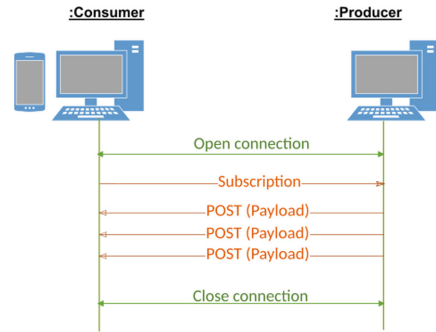 :Consumer
:Producer
Open connection
Subscription
POST (Payload)
POST (Payload)
POST (Payload)
Close connection